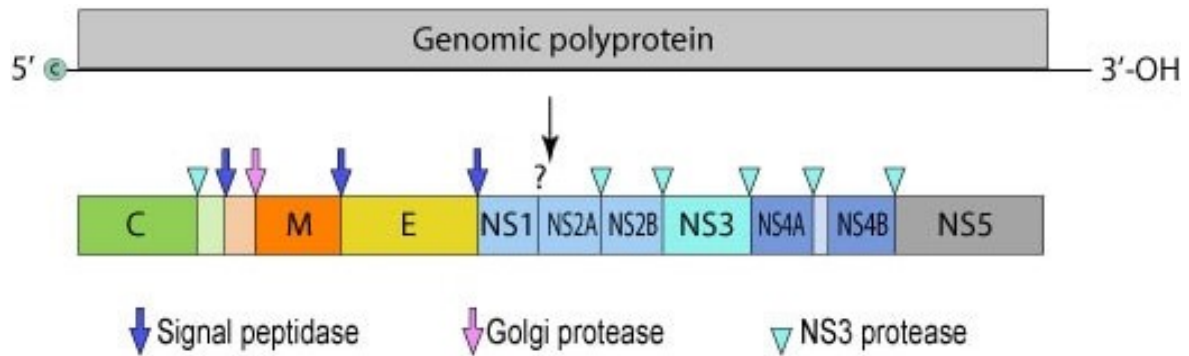 Genomic polyprotein
5' C 3'-OH
?
C M E NS1 NS2A NS2B NS3 NS4A NS4B NS5
Signal peptidase Golgi protease NS3 protease